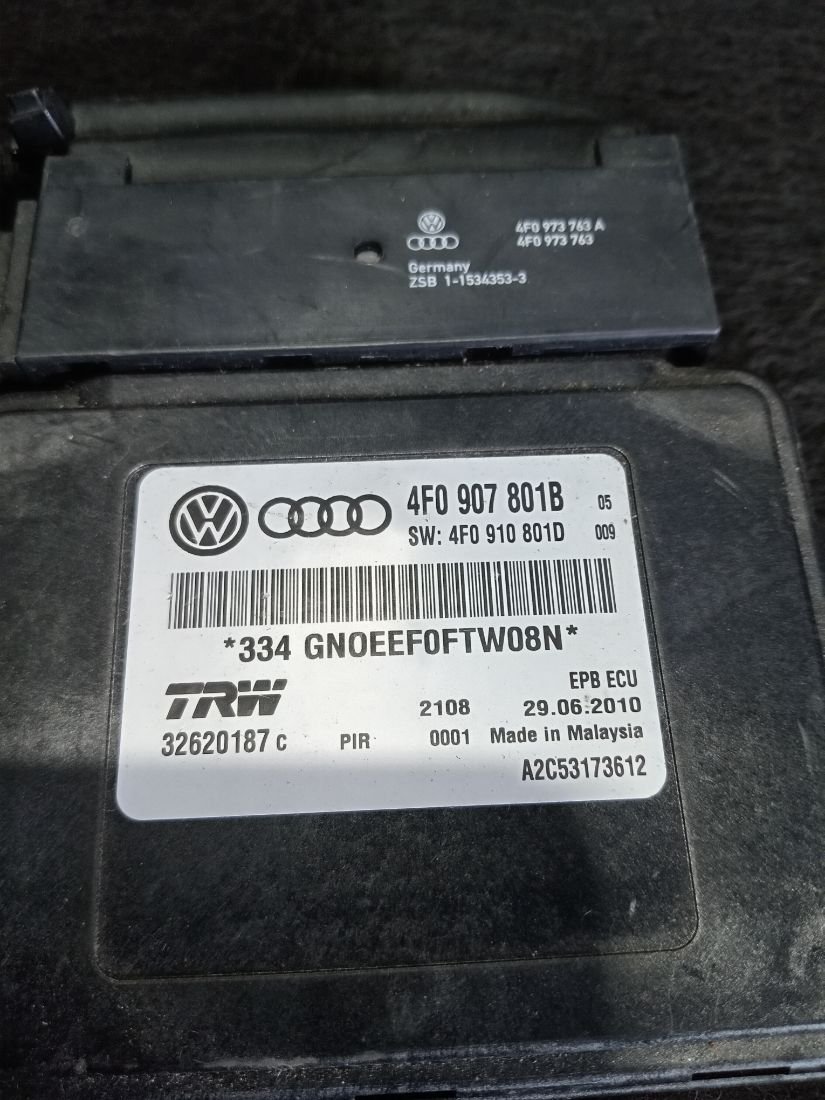 4F0 973 763 A
4F0 973 763
Germany
ZSB 1-1534353-3
4F0 907 801B 05
SW: 4F0 910 801D 009
*334 GN0EEF0FTW08N*
TRW
EPB ECU
2108 29.06.2010
32620187 C PIR 0001 Made in Malaysia
A2C53173612